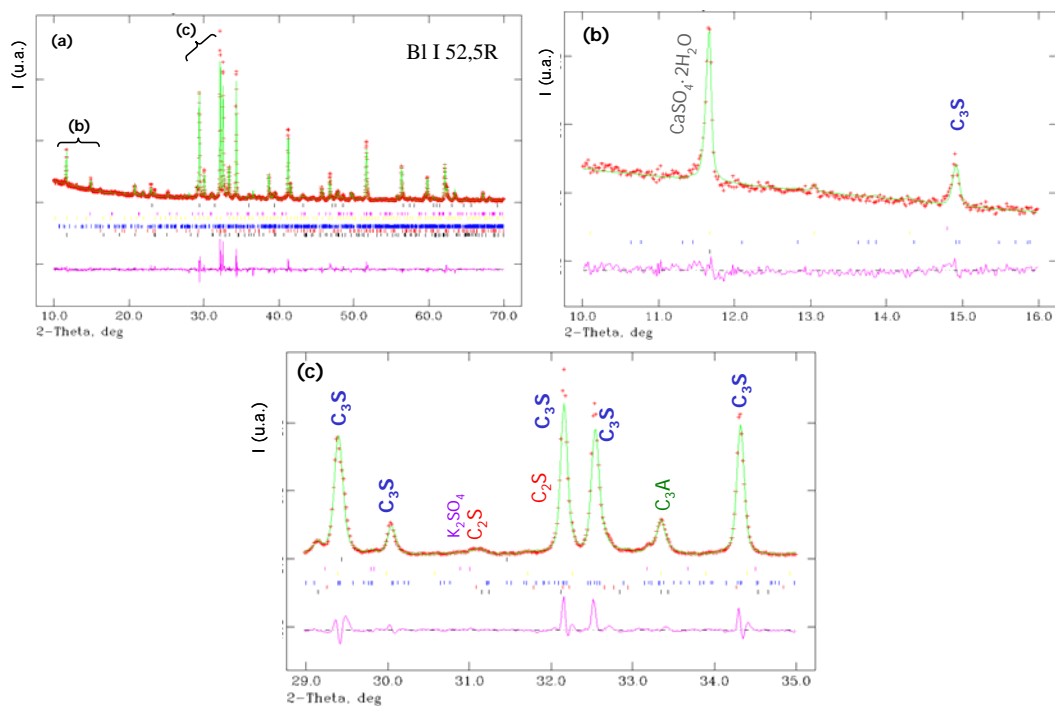 (a)
(c)
(b)
Bl I 52,5R
I (u.a.)
10.0 20.0 30.0 40.0 50.0 60.0 70.0
2-Theta, deg
(b)
I (u.a.)
CaSO₄· 2H₂O
C₃S
10.0 11.0 12.0 13.0 14.0 15.0 16.0
2-Theta, deg
(c)
I (u.a.)
C₃S
C₃S
K₂SO₄
C₂S
C₃S
C₂S
C₃S
C₃A
C₃S
29.0 30.0 31.0 32.0 33.0 34.0 35.0
2-Theta, deg